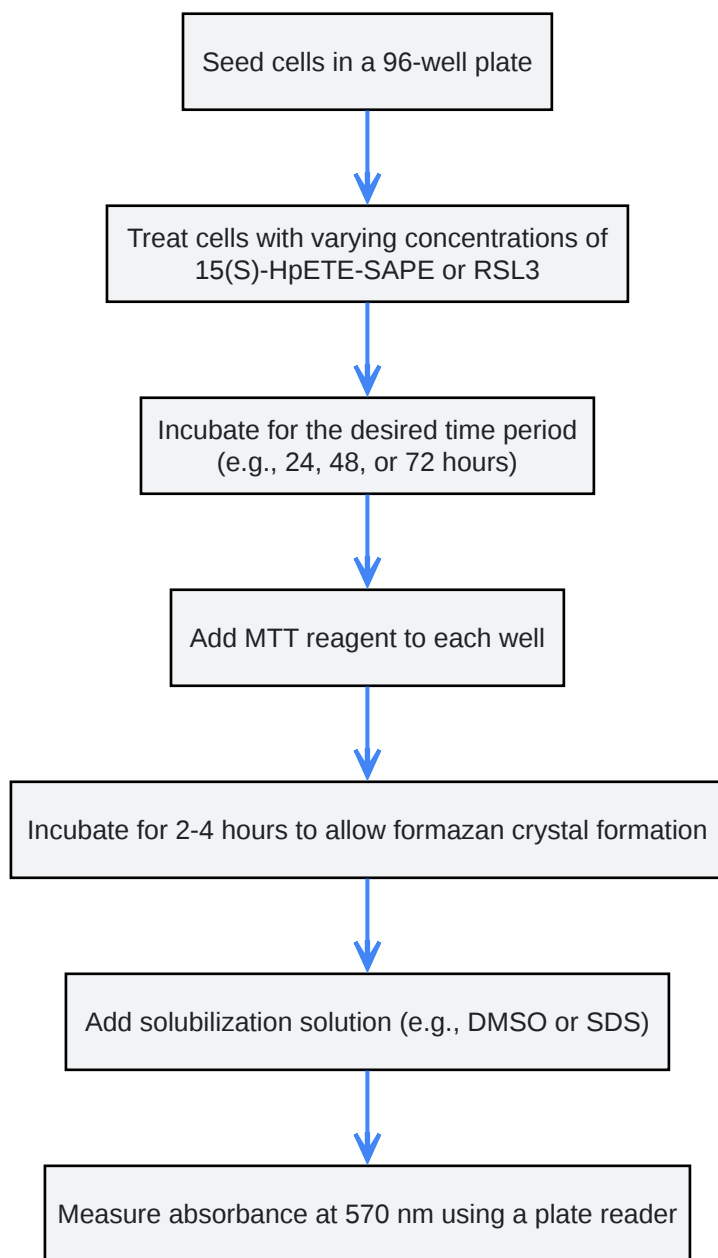 Seed cells in a 96-well plate
Treat cells with varying concentrations of
15(S)-HpETE-SAPE or RSL3
Incubate for the desired time period
(e.g., 24, 48, or 72 hours)
Add MTT reagent to each well
Incubate for 2-4 hours to allow formazan crystal formation
Add solubilization solution (e.g., DMSO or SDS)
Measure absorbance at 570 nm using a plate reader